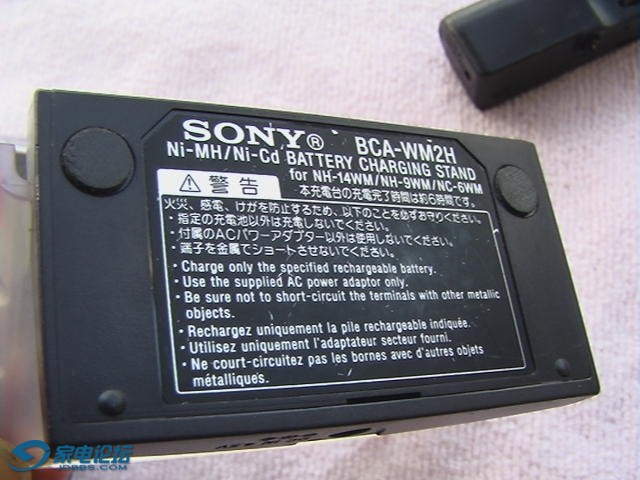 SONY® BCA-WM2H
Ni-MH/Ni-Cd BATTERY CHARGING STAND
for NH-14WM/NH-9WM/NC-6WM
⚠ 警告 本充電台の充電完了時間は約6時間です。
火災、感電、けがを防止するため、以下のことを必ずお守りください。
・指定の充電池以外は充電しないでください。
・付属のACパワーアダプター以外は使用しないでください。
・端子を金属でショートさせないでください。
・Charge only the specified rechargeable battery.
・Use the supplied AC power adaptor only.
・Be sure not to short-circuit the terminals with other metallic
objects.
・Rechargez uniquement la pile rechargeable indiquée.
・Utilisez uniquement l'adaptateur secteur fourni.
・Ne court-circuitez pas les bornes avec d'autres objets
métalliques.
家电论坛
JDBBS.COM